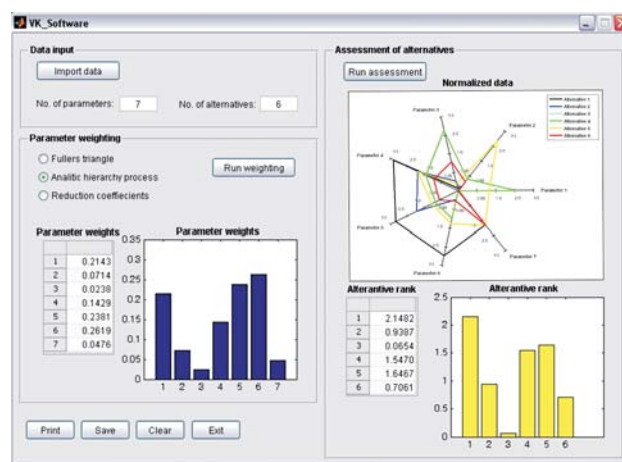 VK_Software
Data input
Import data
No. of parameters: 7 No. of alternatives: 6
Parameter weighting
Fullers triangle
Analitic hierarchy process
Reduction coeffiecients
Run weighting
Parameter weights
1 0.2143
2 0.0714
3 0.0238
4 0.1429
5 0.2381
6 0.2619
7 0.0476
Parameter weights
0.35
0.3
0.25
0.2
0.15
0.1
0.05
0
1 2 3 4 5 6 7
Print Save Clear Exit
Assessment of alternatives
Run assessment
Normalized data
Alternative 1
Alternative 2
Alternative 3
Alternative 4
Alternative 5
Alternative 6
Parameter 3
Parameter 2
Parameter 4
Parameter 1
Parameter 5
Parameter 6
Parameter 7
Alterantive rank
1 2.1482
2 0.9387
3 0.0654
4 1.5470
5 1.6467
6 0.7061
Alterantive rank
2.5
2
1.5
1
0.5
0
1 2 3 4 5 6